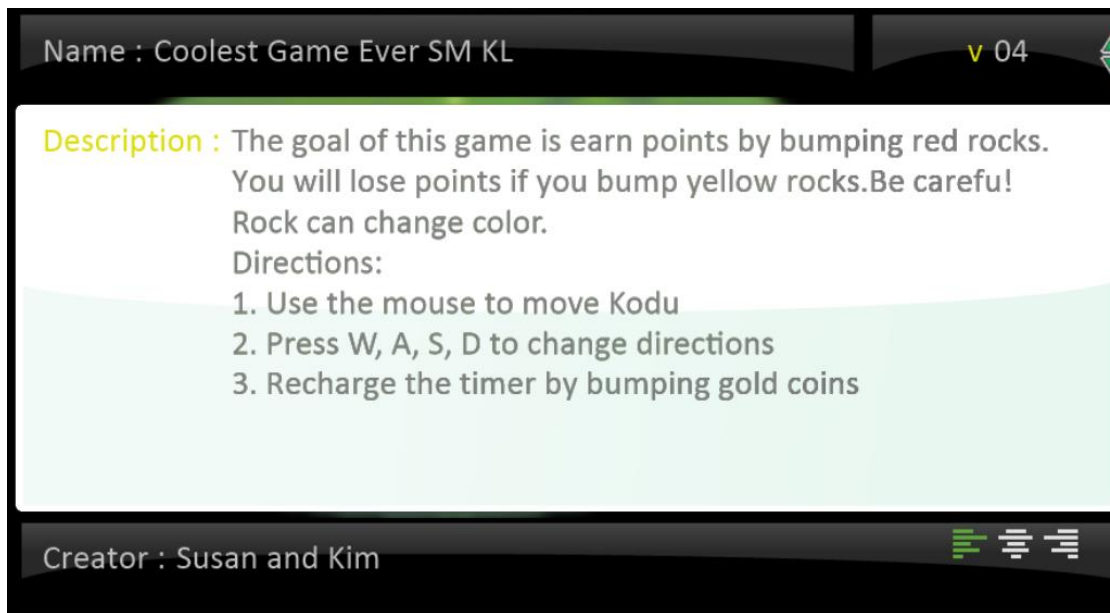 Name : Coolest Game Ever SM KL
v 04
Description : The goal of this game is earn points by bumping red rocks.
You will lose points if you bump yellow rocks.Be carefu!
Rock can change color.
Directions:
1. Use the mouse to move Kodu
2. Press W, A, S, D to change directions
3. Recharge the timer by bumping gold coins
Creator : Susan and Kim